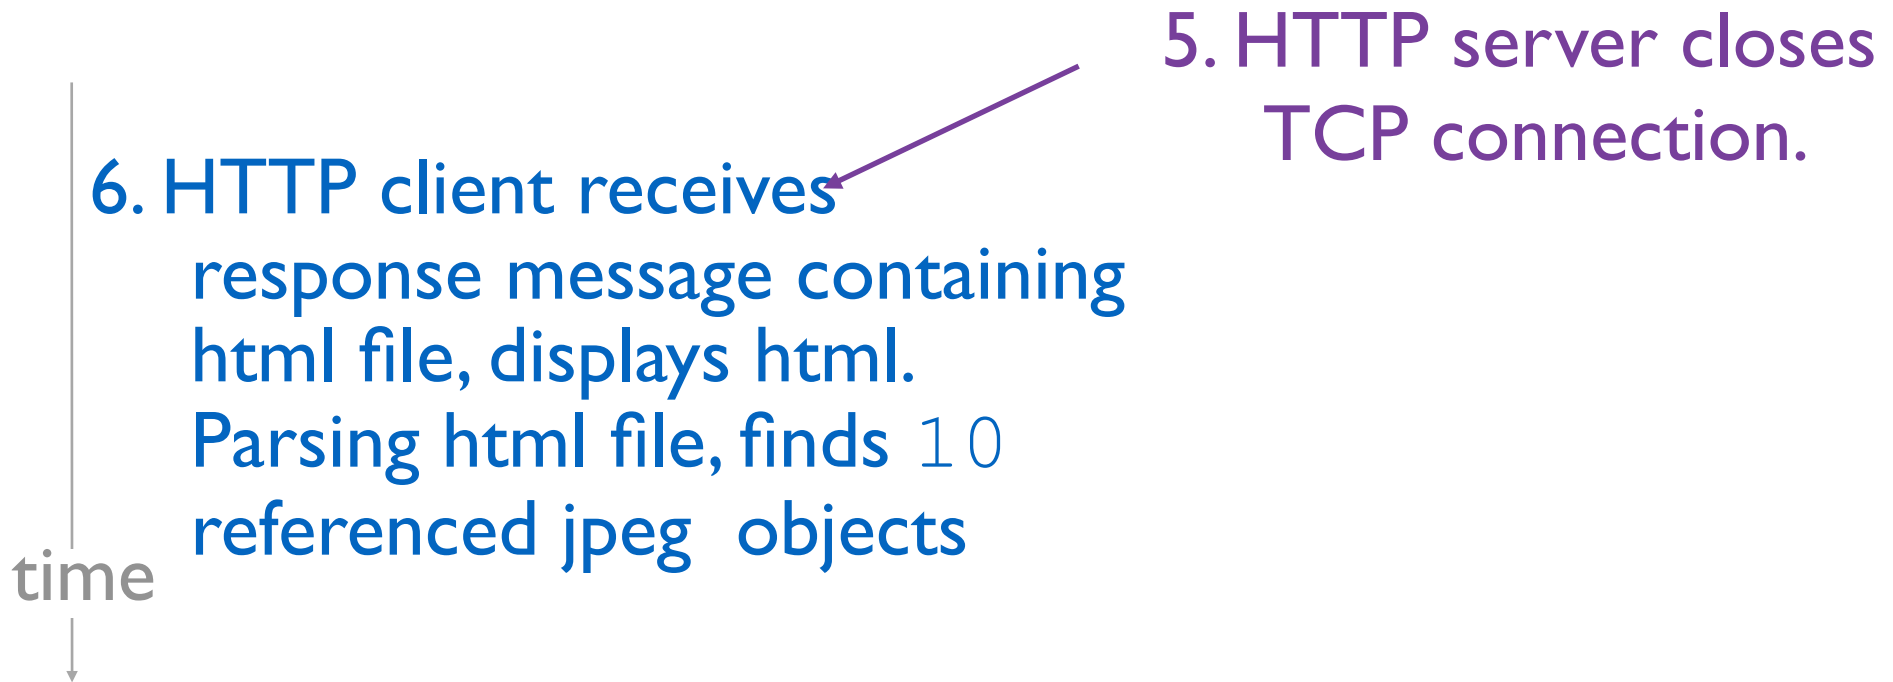 5. HTTP server closes
TCP connection.
6. HTTP client receives
response message containing
html file, displays html.
Parsing html file, finds 10
referenced jpeg objects
time